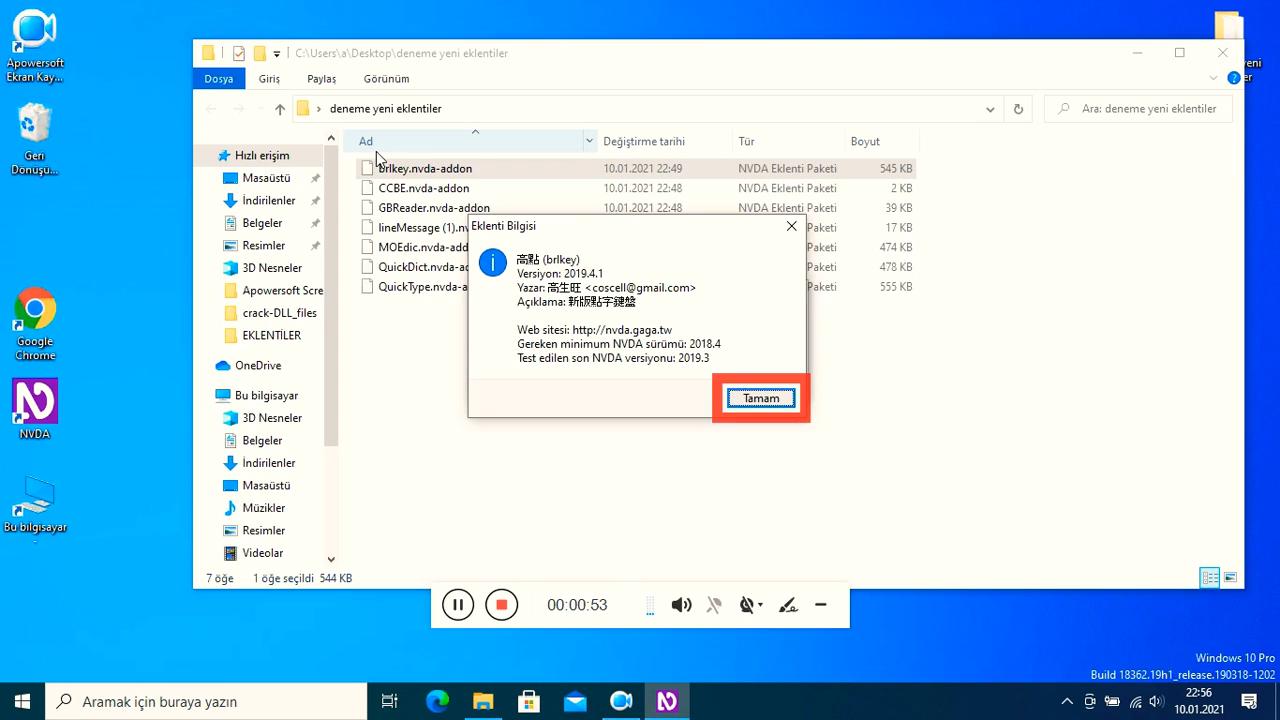 Apowersoft
Ekran Kay...
Geri
Donuşu...
Google
Chrome
NVDA
Bu bilgisayar
C:\Users\a\Desktop\deneme yeni eklentiler
Dosya
Giriş
Paylaş
Görünüm
deneme yeni eklentiler
Ara: deneme yeni eklentiler
Hızlı erişim
Masaüstü
İndirilenler
Belgeler
Resimler
3D Nesneler
Apowersoft Scre
crack-DLL_files
EKLENTİLER
OneDrive
Bu bilgisayar
3D Nesneler
Belgeler
İndirilenler
Masaüstü
Müzikler
Resimler
Videolar
Ad
Değiştirme tarihi
Tür
Boyut
brlkey.nvda-addon 10.01.2021 22:49 NVDA Eklenti Paketi 545 KB
CCBE.nvda-addon 10.01.2021 22:48 NVDA Eklenti Paketi 2 KB
GBReader.nvda-addon 10.01.2021 22:48 NVDA Eklenti Paketi 39 KB
lineMessage (1).nv Eklenti Paketi 17 KB
MOEdic.nvda-add Eklenti Paketi 474 KB
QuickDict.nvda-ad Eklenti Paketi 478 KB
QuickType.nvda-a Eklenti Paketi 555 KB
Eklenti Bilgisi
高點 (brlkey)
Versiyon: 2019.4.1
Yazar: 高生旺 <coscell@gmail.com>
Açıklama: 新版點字鍵盤
Web sitesi: http://nvda.gaga.tw
Gereken minimum NVDA sürümü: 2018.4
Test edilen son NVDA versiyonu: 2019.3
Tamam
7 öğe
1 öğe seçildi 544 KB
00:00:53
Windows 10 Pro
Build 18362.19h1_release.190318-1202
Aramak için buraya yazın
22:56
10.01.2021